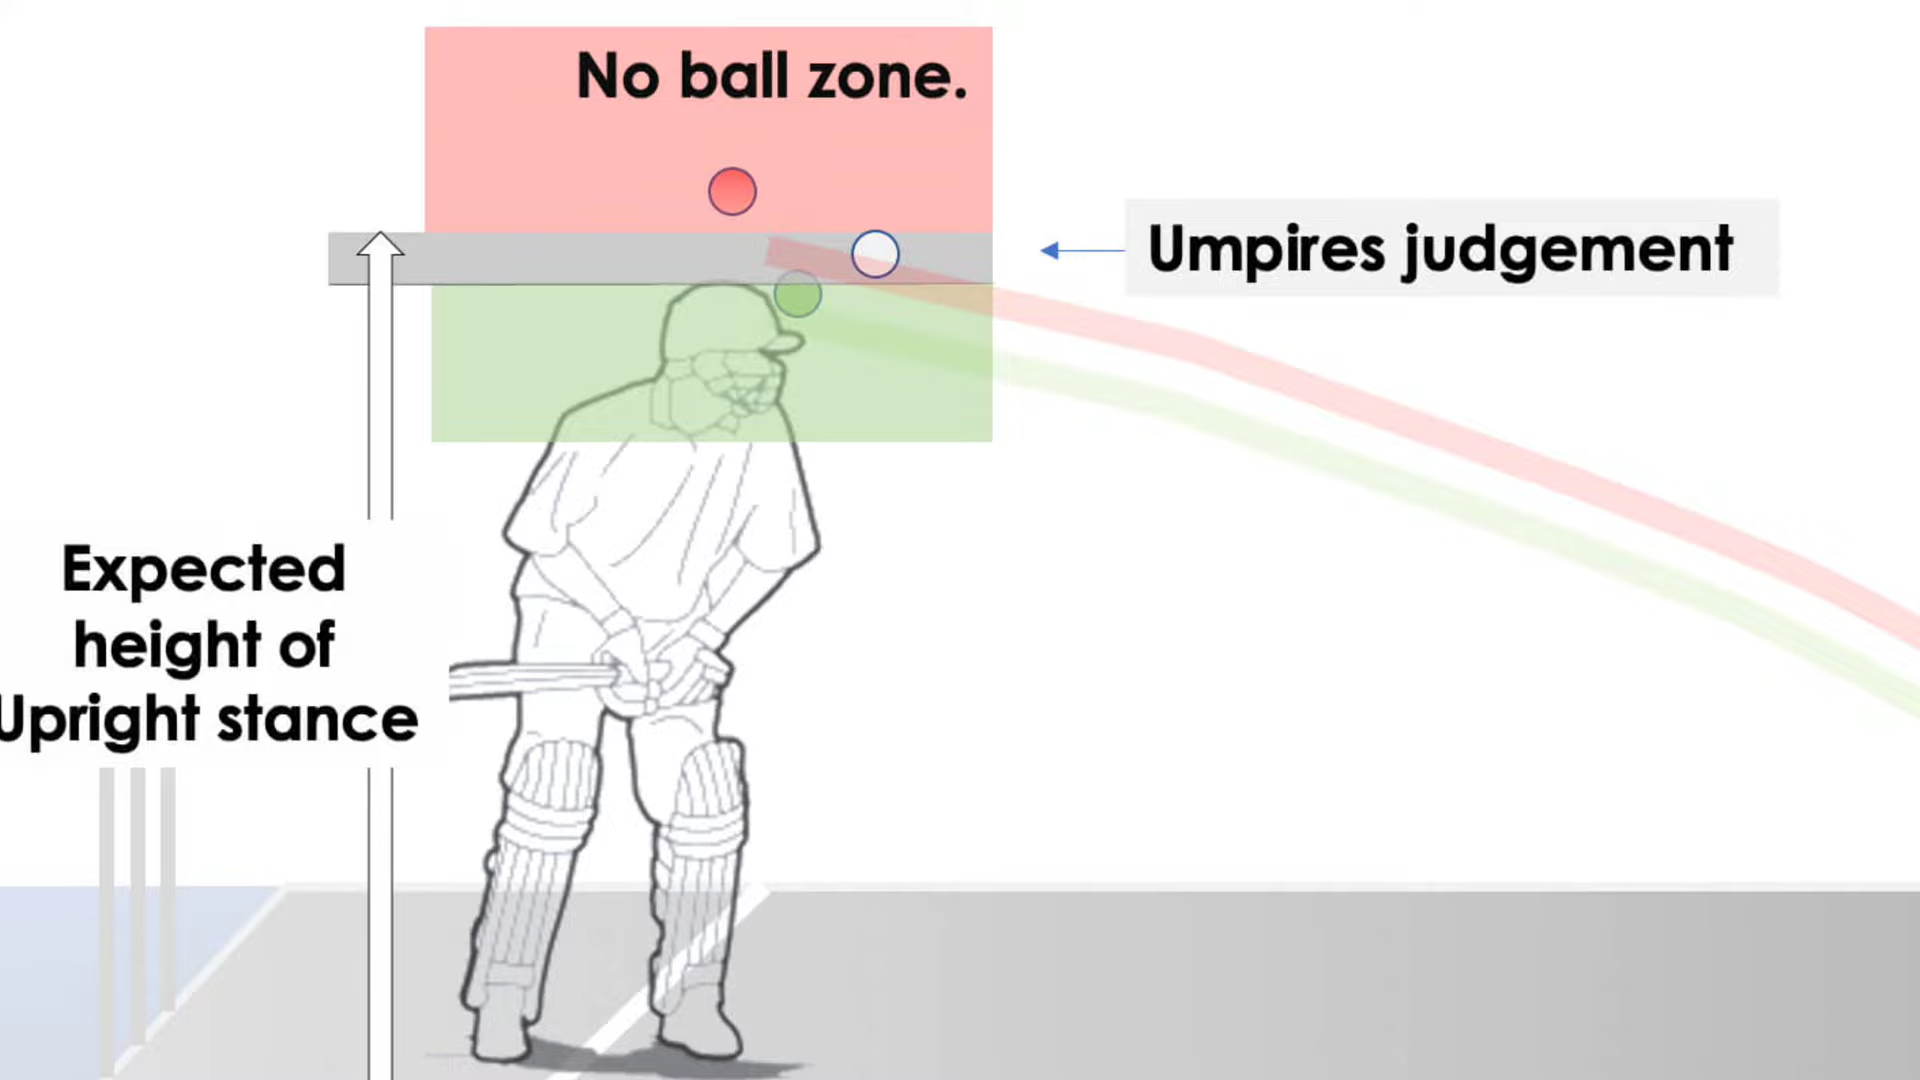 No ball zone.
Umpires judgement
Expected
height of
Upright stance